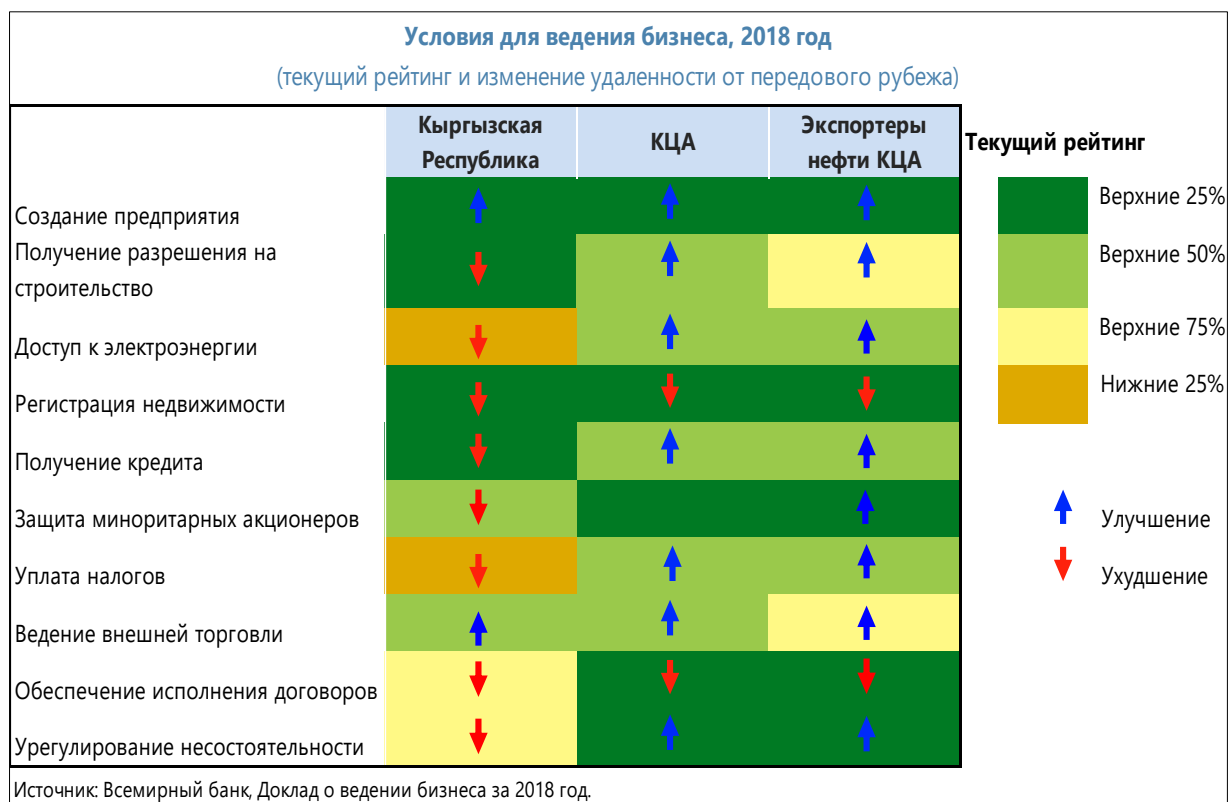 Условия для ведения бизнеса, 2018 год
(текущий рейтинг и изменение удаленности от передового рубежа)
Кыргызская
Республика
КЦА
Экспортеры
нефти КЦА
Текущий рейтинг
Создание предприятия
Получение разрешения на
строительство
Доступ к электроэнергии
Регистрация недвижимости
Получение кредита
Защита миноритарных акционеров
Уплата налогов
Ведение внешней торговли
Обеспечение исполнения договоров
Урегулирование несостоятельности
Верхние 25%
Верхние 50%
Верхние 75%
Нижние 25%
Улучшение
Ухудшение
Источник: Всемирный банк, Доклад о ведении бизнеса за 2018 год.